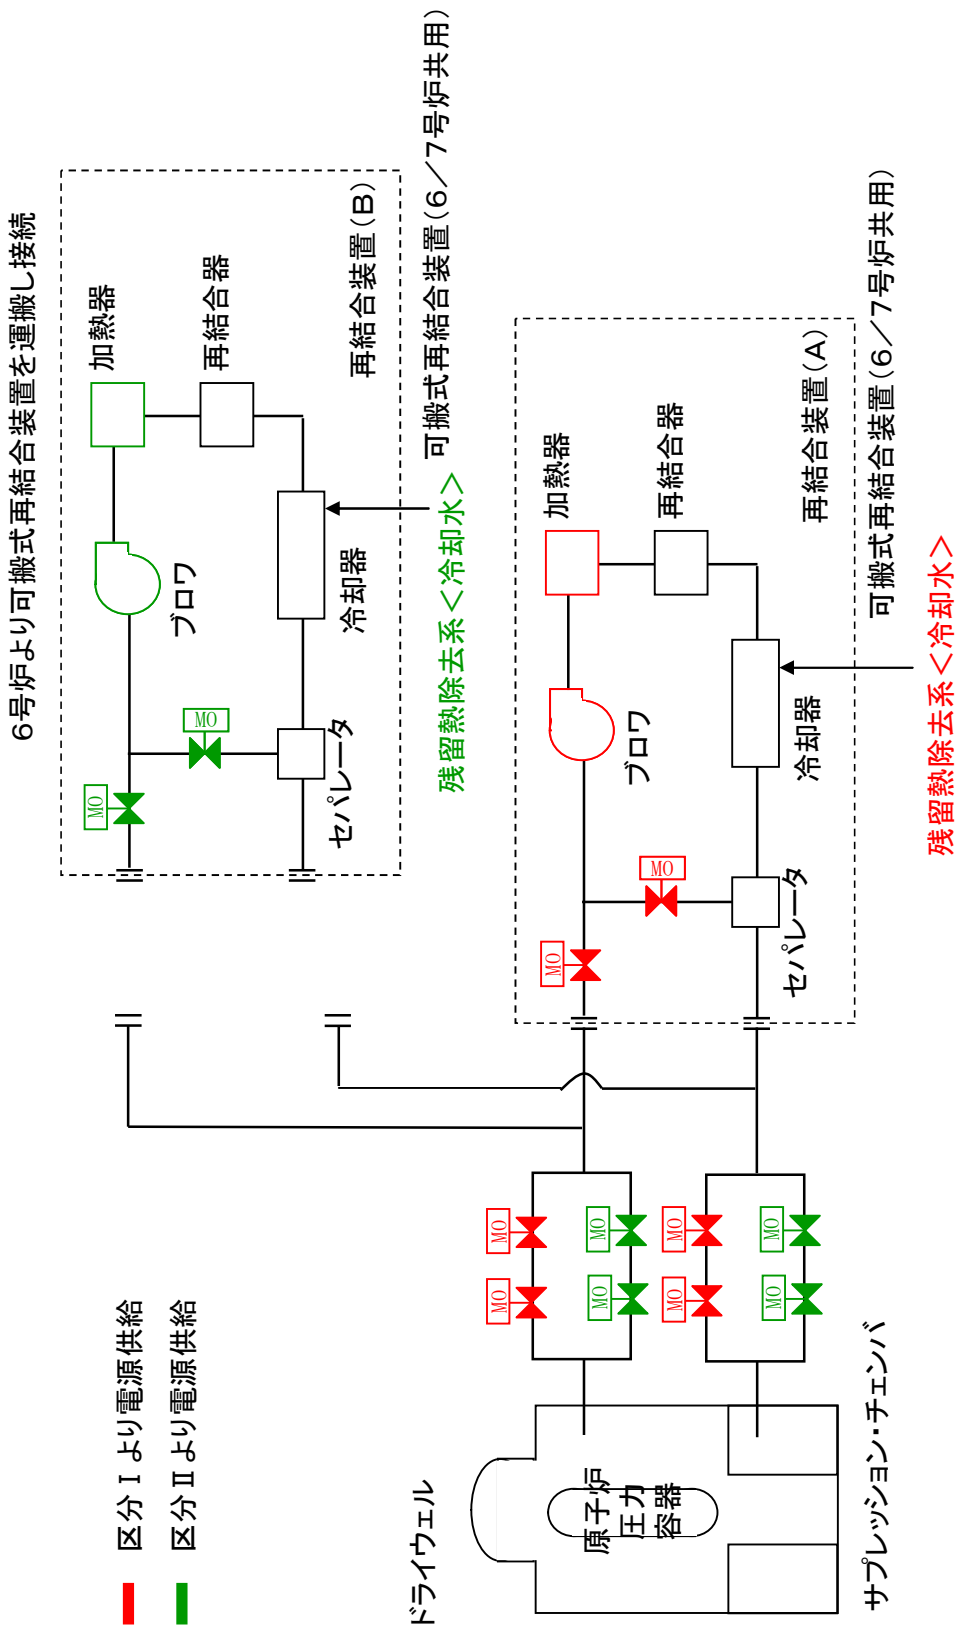 区分Ⅰより電源供給
区分Ⅱより電源供給
6号炉より可搬式再結合装置を運搬し接続
加熱器
再結合器
ブロワ
冷却器
セパレータ
MO
MO
再結合装置(B)
可搬式再結合装置(6/7号炉共用)
残留熱除去系<冷却水>
加熱器
再結合器
ブロワ
冷却器
セパレータ
MO
MO
再結合装置(A)
可搬式再結合装置(6/7号炉共用)
残留熱除去系<冷却水>
MO
MO
MO
MO
MO
MO
MO
MO
ドライウェル
原子炉
圧力
容器
サプレッション・チェンバ